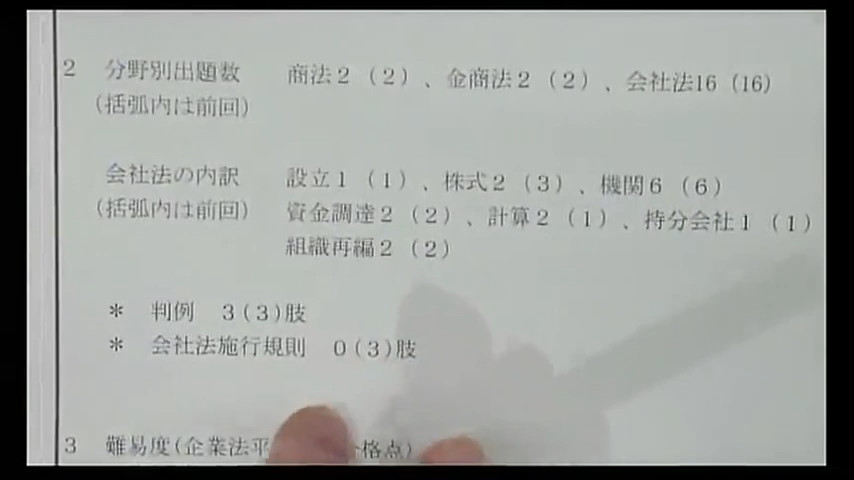 2 分野別出題数 商法2(2)、金商法2(2)、会社法16(16)
(括弧内は前回)
会社法の内訳 設立1(1)、株式2(3)、機関6(6)
(括弧内は前回) 資金調達2(2)、計算2(1)、持分会社1(1)
組織再編2(2)
* 判例 3(3)肢
* 会社法施行規則 0(3)肢
3 難易度(企業法平 格点)